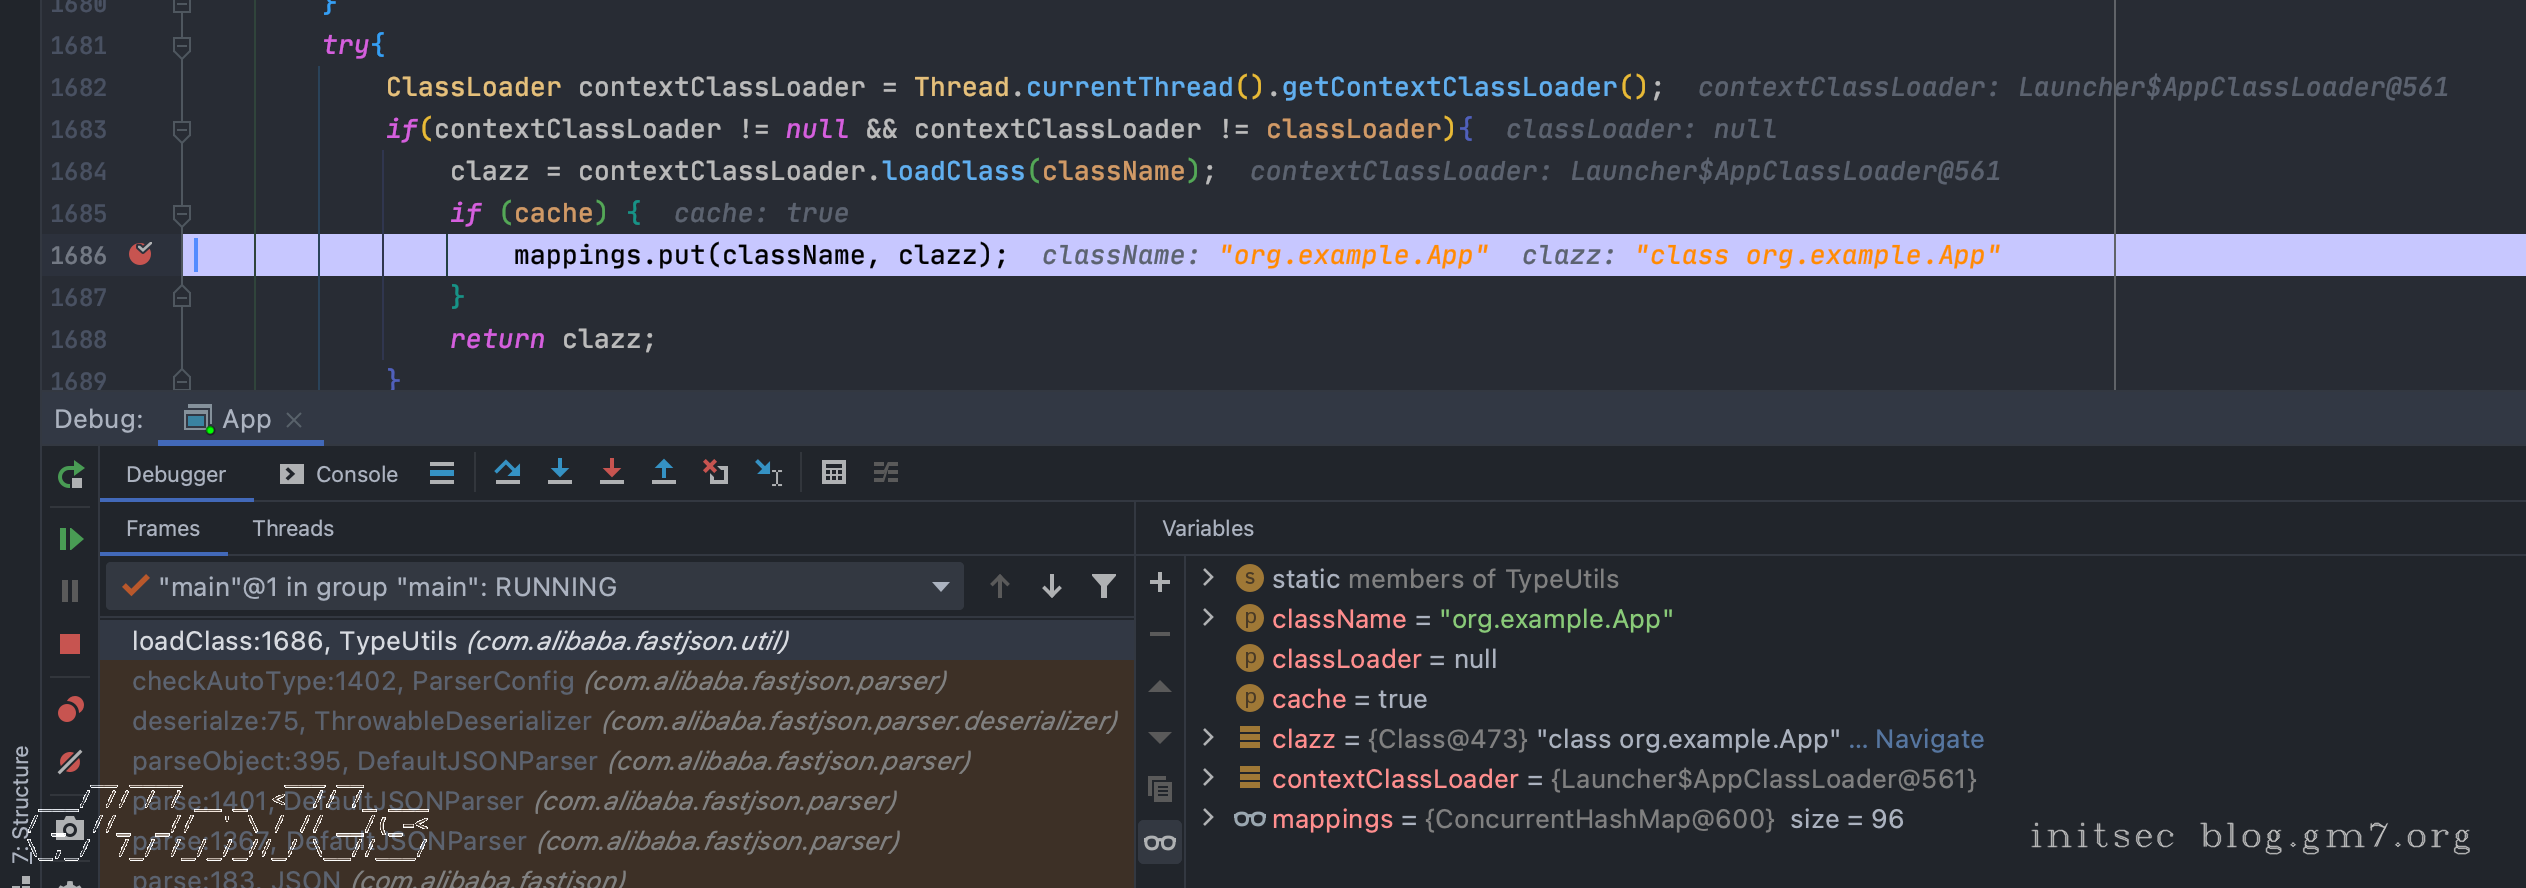 1680 }
1681 try{
1682 ClassLoader contextClassLoader = Thread.currentThread().getContextClassLoader(); contextClassLoader: Launcher$AppClassLoader@561
1683 if(contextClassLoader != null && contextClassLoader != classLoader){ classLoader: null
1684 clazz = contextClassLoader.loadClass(className); contextClassLoader: Launcher$AppClassLoader@561
1685 if (cache) { cache: true
1686 mappings.put(className, clazz); className: "org.example.App" clazz: "class org.example.App"
1687 }
1688 return clazz;
1689 }
Debug: App
Debugger Console
Frames Threads
"main"@1 in group "main": RUNNING
loadClass:1686, TypeUtils (com.alibaba.fastjson.util)
checkAutoType:1402, ParserConfig (com.alibaba.fastjson.parser)
deserialze:75, ThrowableDeserializer (com.alibaba.fastjson.parser.deserializer)
parseObject:395, DefaultJSONParser (com.alibaba.fastjson.parser)
parse:1401, DefaultJSONParser (com.alibaba.fastjson.parser)
parse:1367, DefaultJSONParser (com.alibaba.fastjson.parser)
parse:183, JSON (com.alibaba.fastjson)
Variables
static members of TypeUtils
className = "org.example.App"
classLoader = null
cache = true
clazz = {Class@473} "class org.example.App" ... Navigate
contextClassLoader = {Launcher$AppClassLoader@561}
mappings = {ConcurrentHashMap@600} size = 96
7: Structure
initsec blog.gm7.org